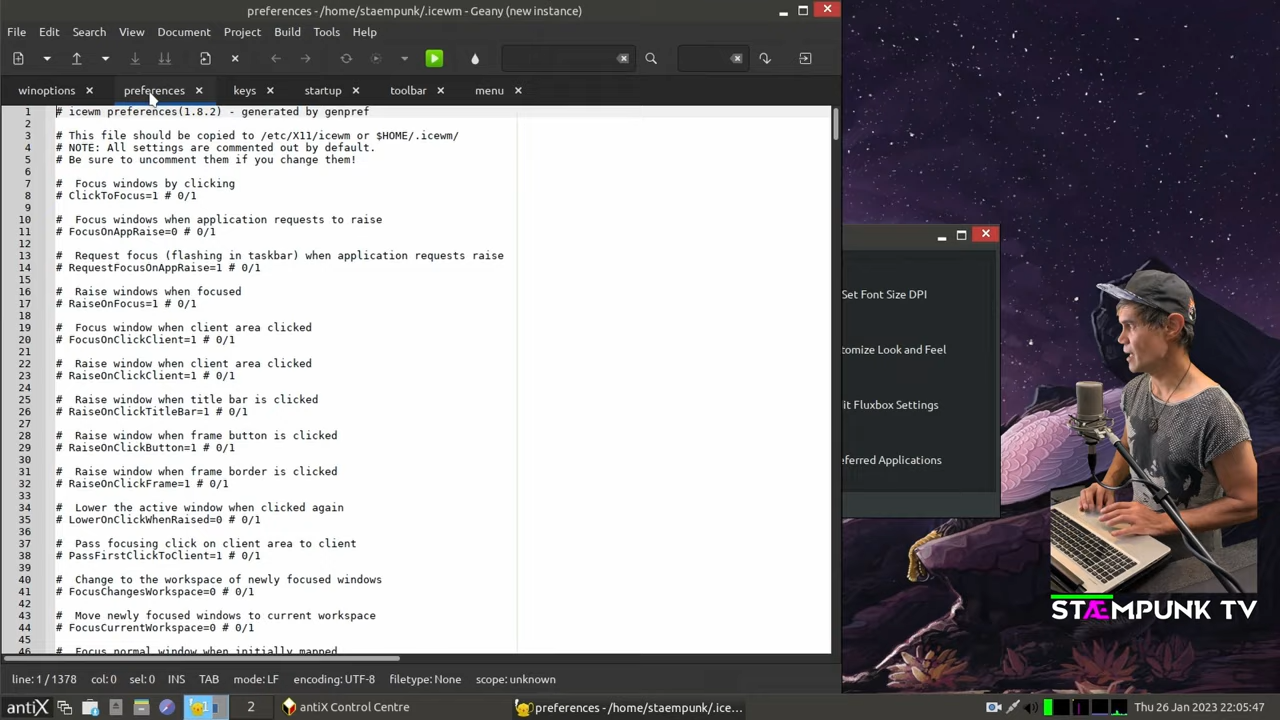 preferences - /home/staempunk/.icewm - Geany (new instance)
File Edit Search View Document Project Build Tools Help
winoptions preferences keys startup toolbar menu
1 # icewm preferences(1.8.2) - generated by genpref
2
3 # This file should be copied to /etc/X11/icewm or $HOME/.icewm/
4 # NOTE: All settings are commented out by default.
5 # Be sure to uncomment them if you change them!
6
7 #  Focus windows by clicking
8 # ClickToFocus=1 # 0/1
9
10 #  Focus windows when application requests to raise
11 # FocusOnAppRaise=0 # 0/1
12
13 #  Request focus (flashing in taskbar) when application requests raise
14 # RequestFocusOnAppRaise=1 # 0/1
15
16 #  Raise windows when focused
17 # RaiseOnFocus=1 # 0/1
18
19 #  Focus window when client area clicked
20 # FocusOnClickClient=1 # 0/1
21
22 #  Raise window when client area clicked
23 # RaiseOnClickClient=1 # 0/1
24
25 #  Raise window when title bar is clicked
26 # RaiseOnClickTitleBar=1 # 0/1
27
28 #  Raise window when frame button is clicked
29 # RaiseOnClickButton=1 # 0/1
30
31 #  Raise window when frame border is clicked
32 # RaiseOnClickFrame=1 # 0/1
33
34 #  Lower the active window when clicked again
35 # LowerOnClickWhenRaised=0 # 0/1
36
37 #  Pass focusing click on client area to client
38 # PassFirstClickToClient=1 # 0/1
39
40 #  Change to the workspace of newly focused windows
41 # FocusChangesWorkspace=0 # 0/1
42
43 #  Move newly focused windows to current workspace
44 # FocusCurrentWorkspace=0 # 0/1
45
46 #  Focus normal window when initially mapped
Set Font Size DPI
tomize Look and Feel
it Fluxbox Settings
eferred Applications
STÆMPUNK TV
line: 1 / 1378 col: 0 sel: 0 INS TAB mode: LF encoding: UTF-8 filetype: None scope: unknown
antiX 1 2 antiX Control Centre preferences - /home/staempunk/.ice... Thu 26 Jan 2023 22:05:47